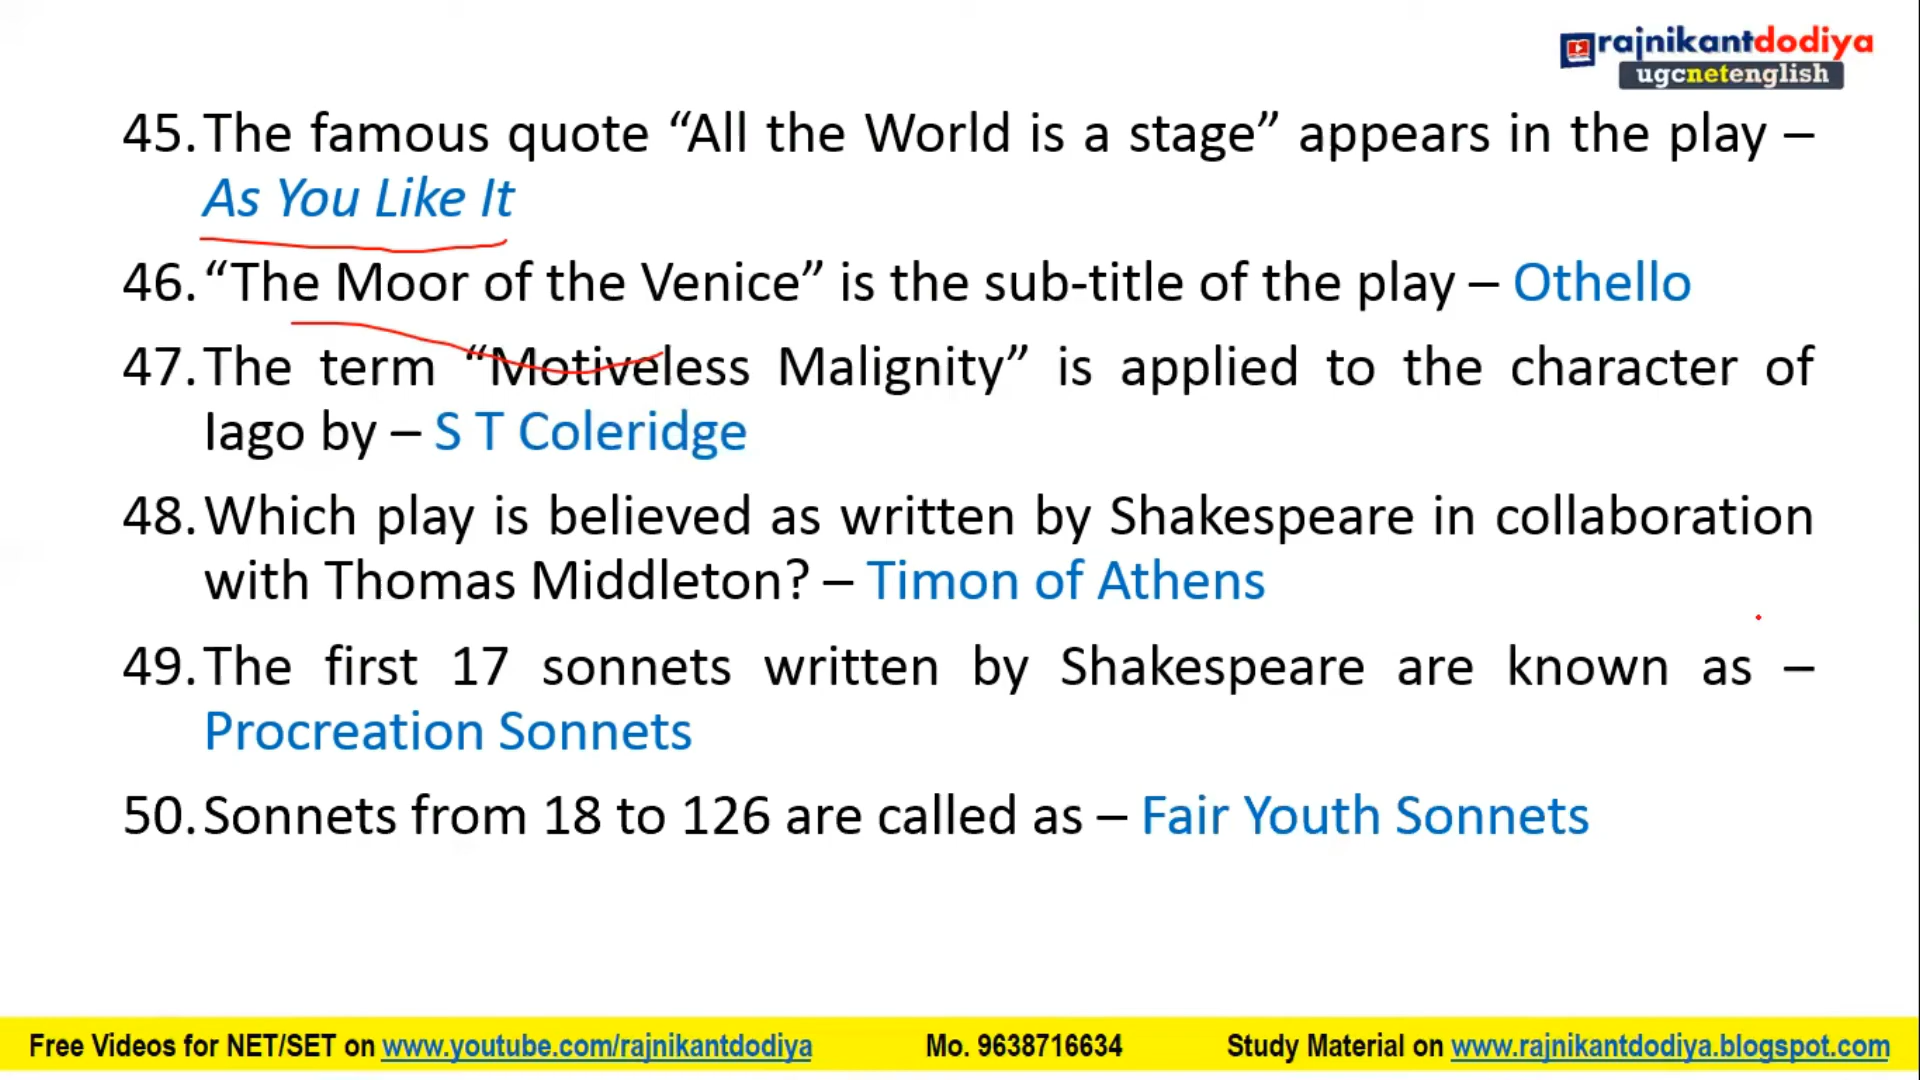 rajnikantdodiya
ugcnetenglish
45. The famous quote “All the World is a stage” appears in the play –
As You Like It
46. “The Moor of the Venice” is the sub-title of the play – Othello
47. The term “Motiveless Malignity” is applied to the character of
Iago by – S T Coleridge
48. Which play is believed as written by Shakespeare in collaboration
with Thomas Middleton? – Timon of Athens
49. The first 17 sonnets written by Shakespeare are known as –
Procreation Sonnets
50. Sonnets from 18 to 126 are called as – Fair Youth Sonnets
Free Videos for NET/SET on www.youtube.com/rajnikantdodiya Mo. 9638716634 Study Material on www.rajnikantdodiya.blogspot.com